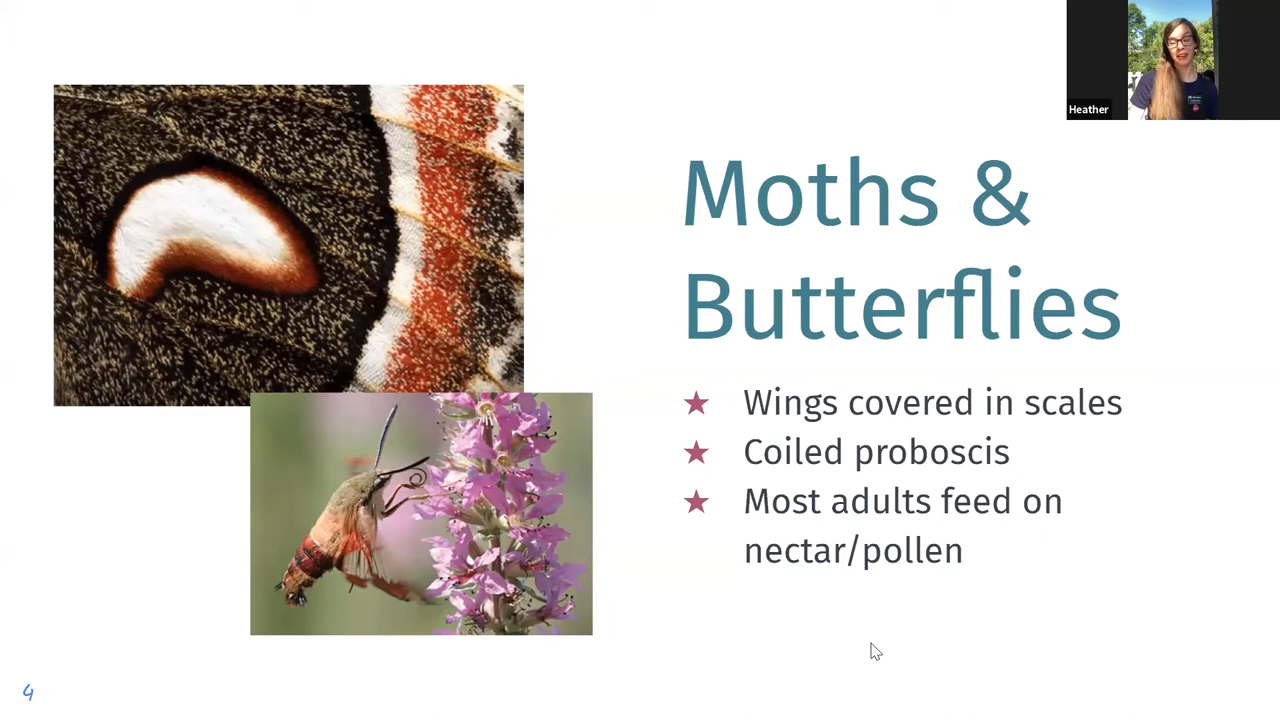 Heather
Moths &
Butterflies
★ Wings covered in scales
★ Coiled proboscis
★ Most adults feed on
nectar/pollen
4